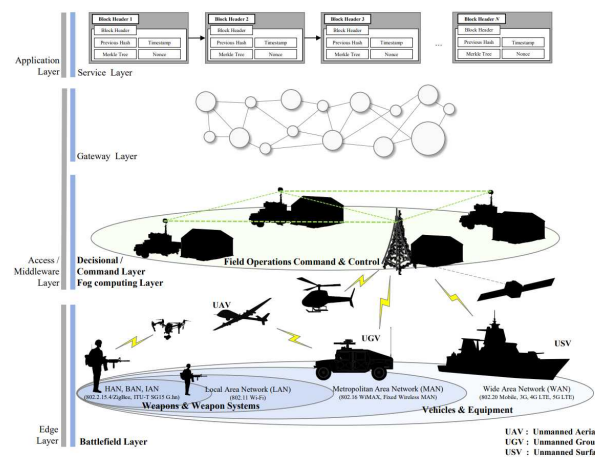 Block Header 1
Block Header
Previous Hash Timestamp
Merkle Tree Nonce
Block Header 2
Block Header
Previous Hash Timestamp
Merkle Tree Nonce
Block Header 3
Block Header
Previous Hash Timestamp
Merkle Tree Nonce
...
Block Header N
Block Header
Previous Hash Timestamp
Merkle Tree Nonce
Application
Layer
Service Layer
Gateway Layer
Access /
Middleware
Layer
Decisional /
Command Layer
Fog computing Layer
Field Operations Command & Control
UAV
UGV
USV
HAN, BAN, IAN
(802.2.15.4/ZigBee, ITU-T SG15 G.hn)
Local Area Network (LAN)
(802.11 Wi-Fi)
Metropolitan Area Network (MAN)
(802.16 WiMAX, Fixed Wireless MAN)
Wide Area Network (WAN)
(802.20 Mobile, 3G, 4G LTE, 5G LTE)
Weapons & Weapon Systems
Vehicles & Equipment
Edge
Layer
Battlefield Layer
UAV : Unmanned Aeria
UGV : Unmanned Grou
USV : Unmanned Surfa